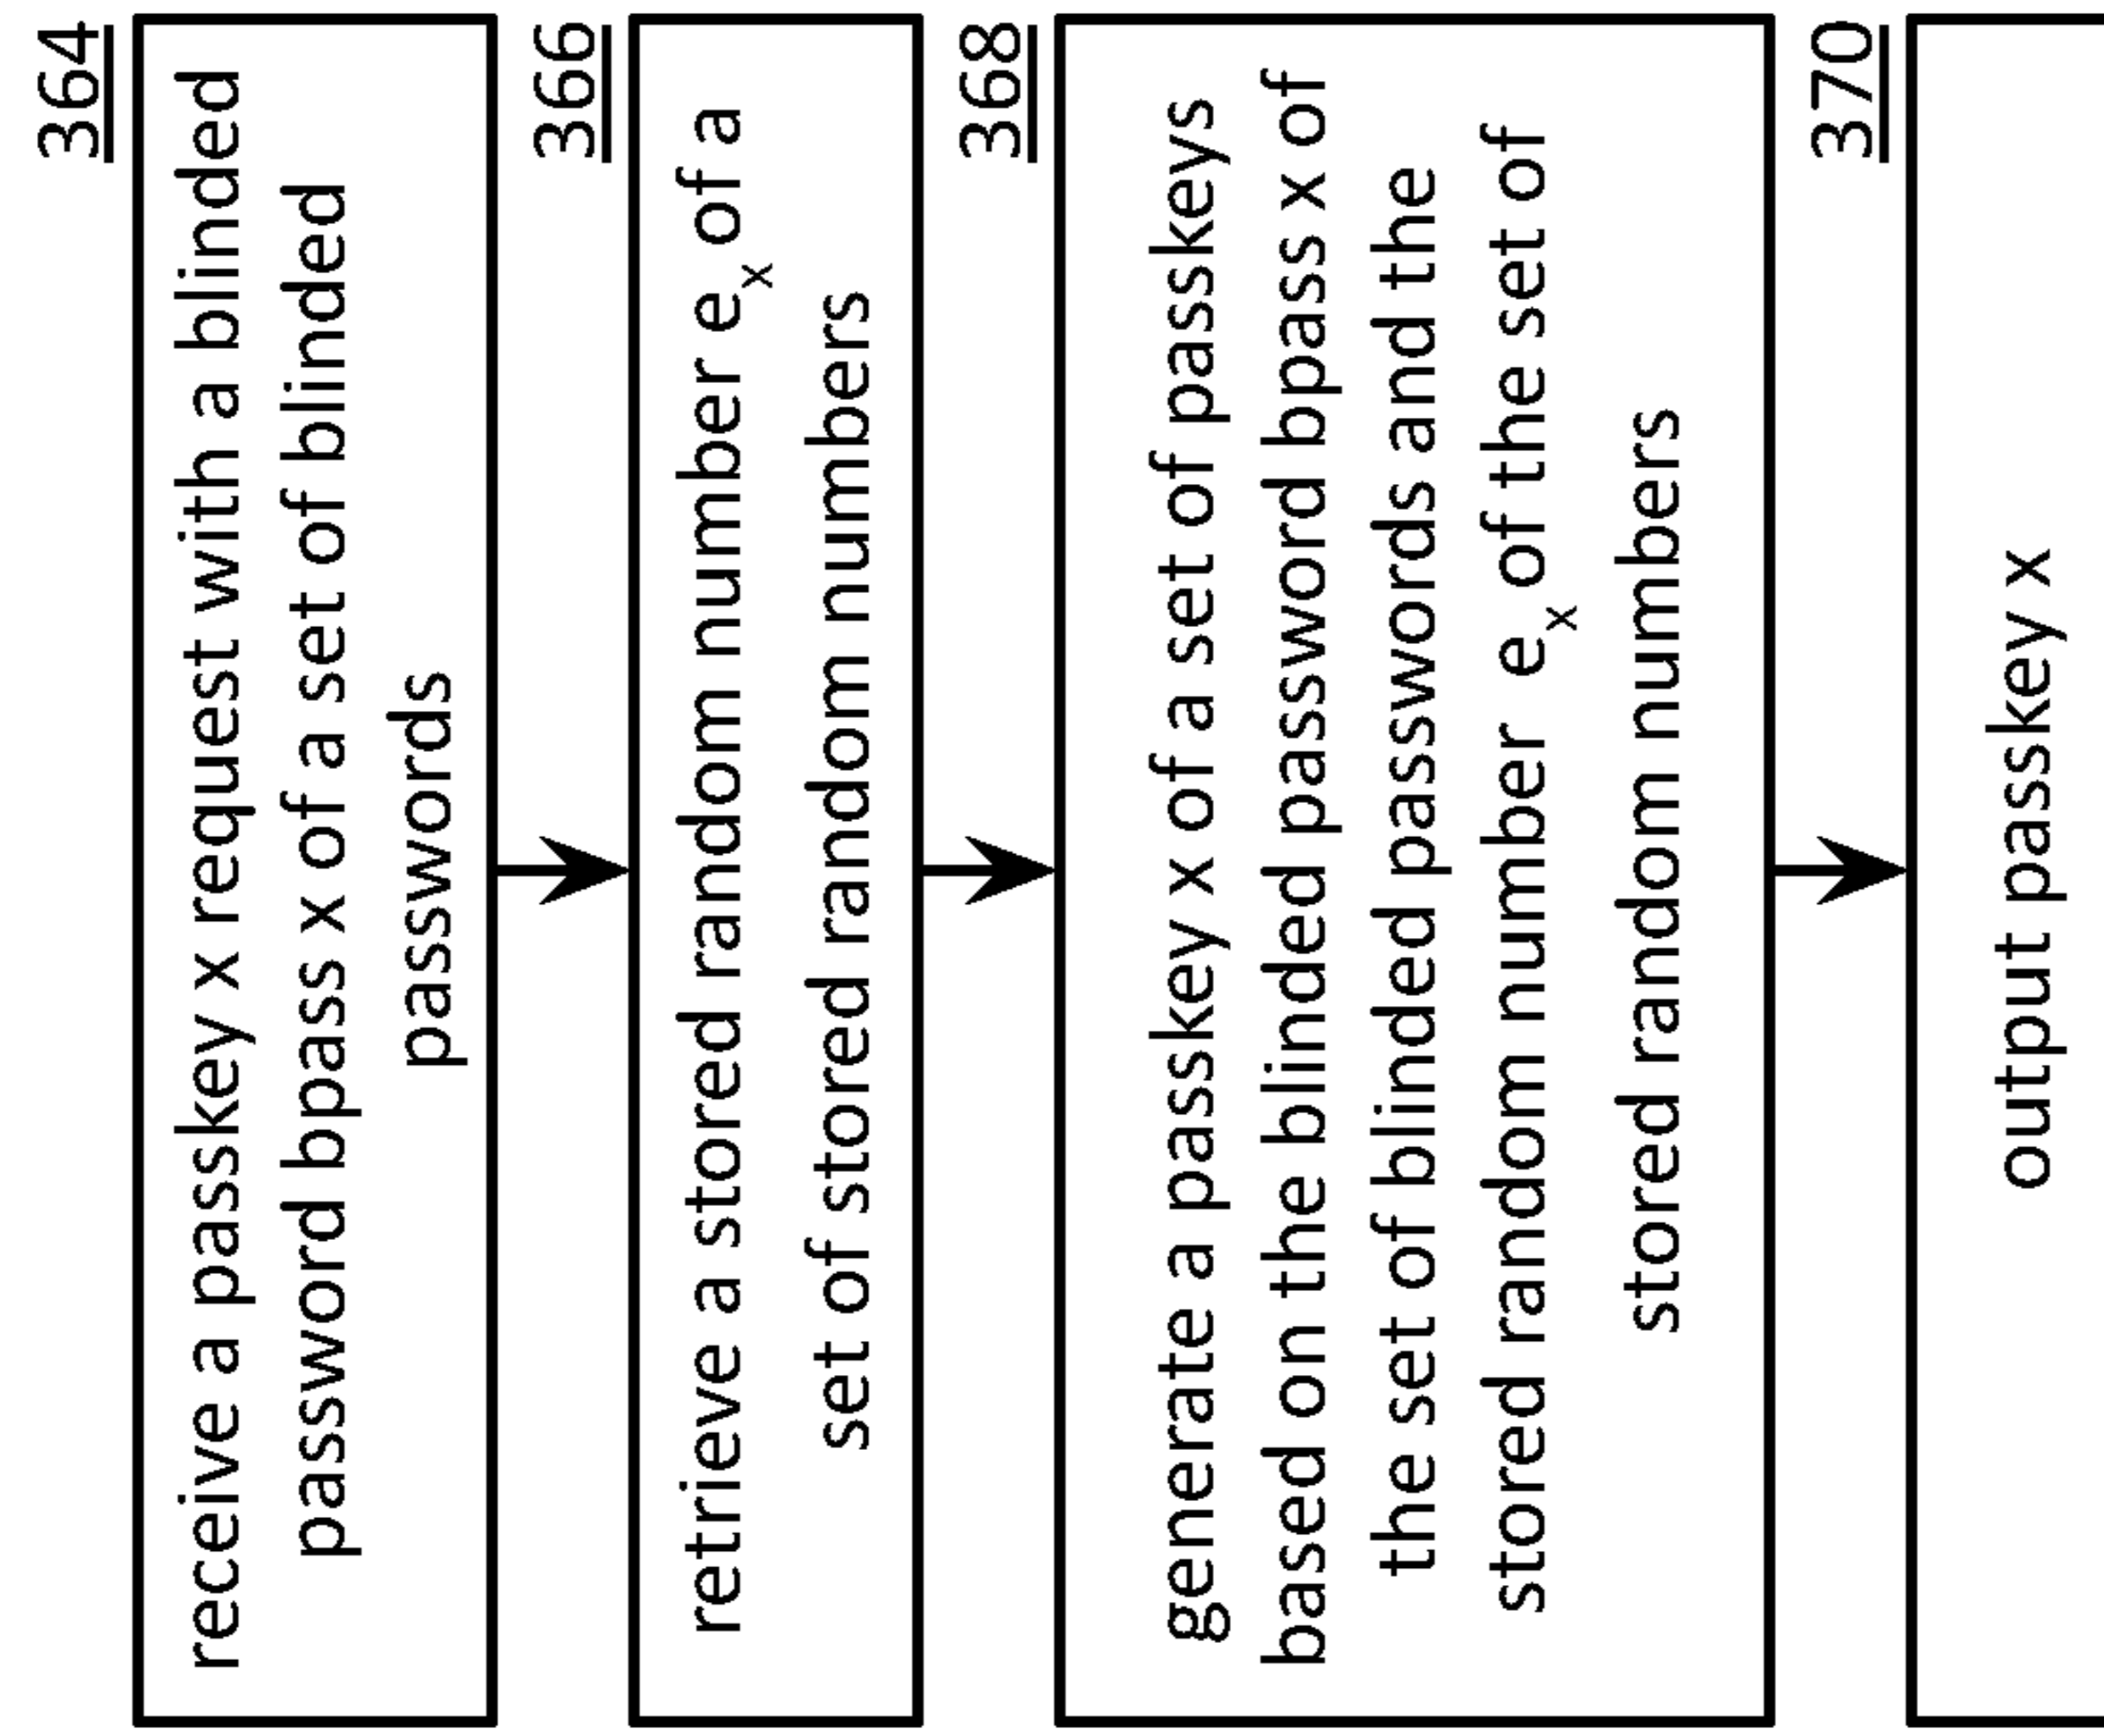 364
receive a passkey x request with a blinded
password bpass x of a set of blinded
passwords
366
retrieve a stored random number eₓ of a
set of stored random numbers
368
generate a passkey x of a set of passkeys
based on the blinded password bpass x of
the set of blinded passwords and the
stored random number eₓ of the set of
stored random numbers
370
output passkey x